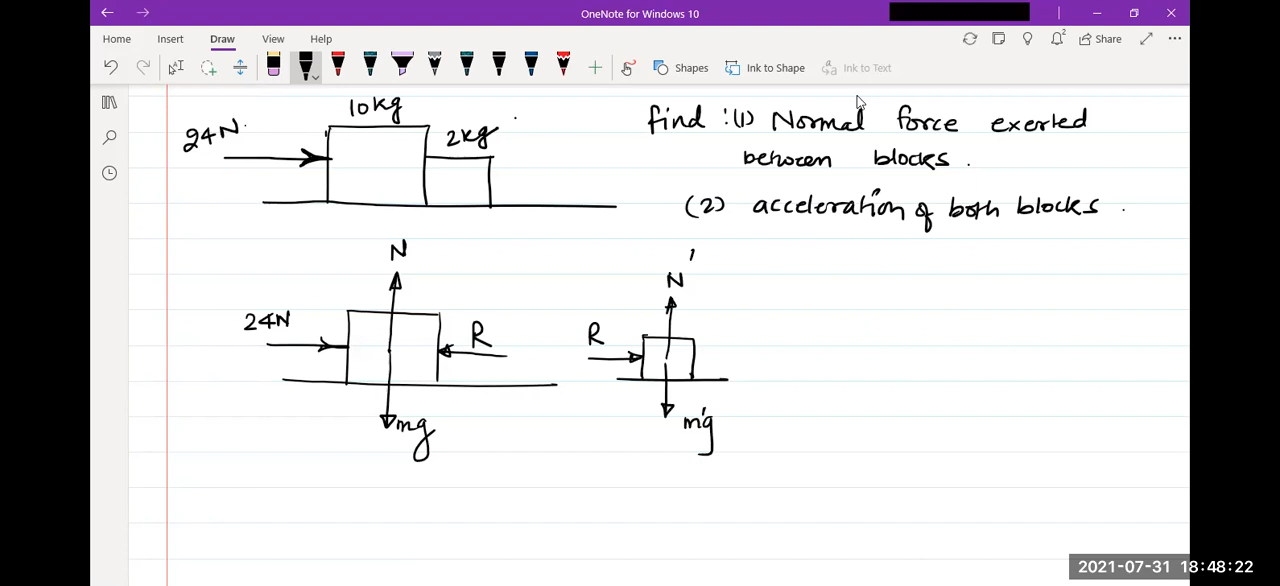 OneNote for Windows 10
Home Insert Draw View Help
Share
Shapes Ink to Shape Ink to Text
10kg
24N
2kg
find :(1) Normal force exerted
between blocks.
(2) acceleration of both blocks.
N
N'
24N
R
R
mg
m'g
2021-07-31 18:48:22